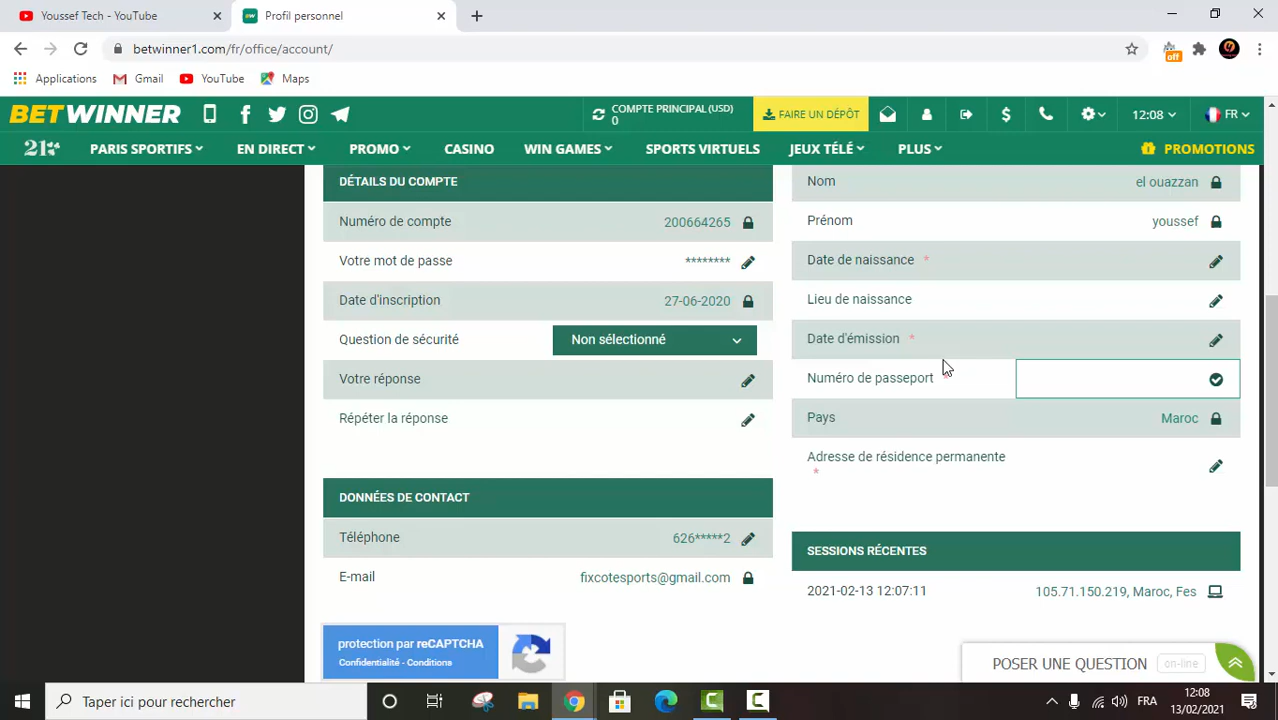 Youssef Tech - YouTube
Profil personnel
betwinner1.com/fr/office/account/
Applications
Gmail
YouTube
Maps
off
BETWINNER
COMPTE PRINCIPAL (USD)
0
FAIRE UN DÉPÔT
12:08
FR
21
PARIS SPORTIFS
EN DIRECT
PROMO
CASINO
WIN GAMES
SPORTS VIRTUELS
JEUX TÉLÉ
PLUS
PROMOTIONS
DÉTAILS DU COMPTE
Numéro de compte 200664265
Votre mot de passe ********
Date d'inscription 27-06-2020
Question de sécurité Non sélectionné
Votre réponse
Répéter la réponse
DONNÉES DE CONTACT
Téléphone 626*****2
E-mail fixcotesports@gmail.com
protection par reCAPTCHA
Confidentialité - Conditions
Nom el ouazzan
Prénom youssef
Date de naissance *
Lieu de naissance
Date d'émission *
Numéro de passeport *
Pays Maroc
Adresse de résidence permanente
*
SESSIONS RÉCENTES
2021-02-13 12:07:11 105.71.150.219, Maroc, Fes
POSER UNE QUESTION on-line
Taper ici pour rechercher
FRA
12:08
13/02/2021